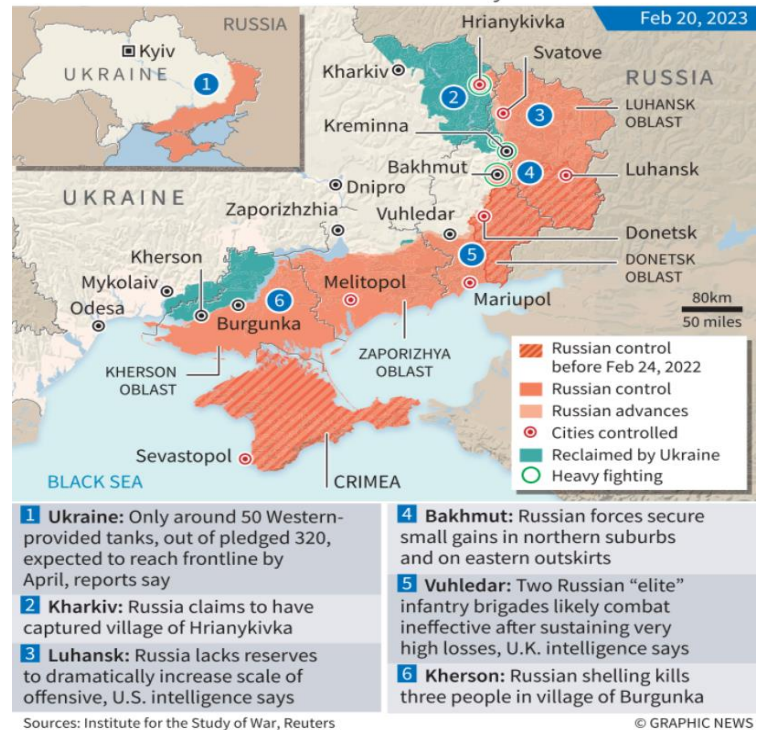 Feb 20, 2023
RUSSIA
Kyiv
UKRAINE
1
Hrianykivka
Svatove
Kharkiv
RUSSIA
2
3
LUHANSK
OBLAST
Kreminna
Bakhmut
4
Luhansk
UKRAINE
Dnipro
Zaporizhzhia
Vuhledar
Donetsk
Kherson
5
DONETSK
OBLAST
Mykolaiv
Melitopol
6
Mariupol
Odesa
Burgunka
80km
50 miles
KHERSON
OBLAST
ZAPORIZHYA
OBLAST
Russian control
before Feb 24, 2022
Russian control
Russian advances
Cities controlled
Reclaimed by Ukraine
Heavy fighting
Sevastopol
BLACK SEA
CRIMEA
1 Ukraine: Only around 50 Western-
provided tanks, out of pledged 320,
expected to reach frontline by
April, reports say
2 Kharkiv: Russia claims to have
captured village of Hrianykivka
3 Luhansk: Russia lacks reserves
to dramatically increase scale of
offensive, U.S. intelligence says
4 Bakhmut: Russian forces secure
small gains in northern suburbs
and on eastern outskirts
5 Vuhledar: Two Russian “elite”
infantry brigades likely combat
ineffective after sustaining very
high losses, U.K. intelligence says
6 Kherson: Russian shelling kills
three people in village of Burgunka
Sources: Institute for the Study of War, Reuters
© GRAPHIC NEWS